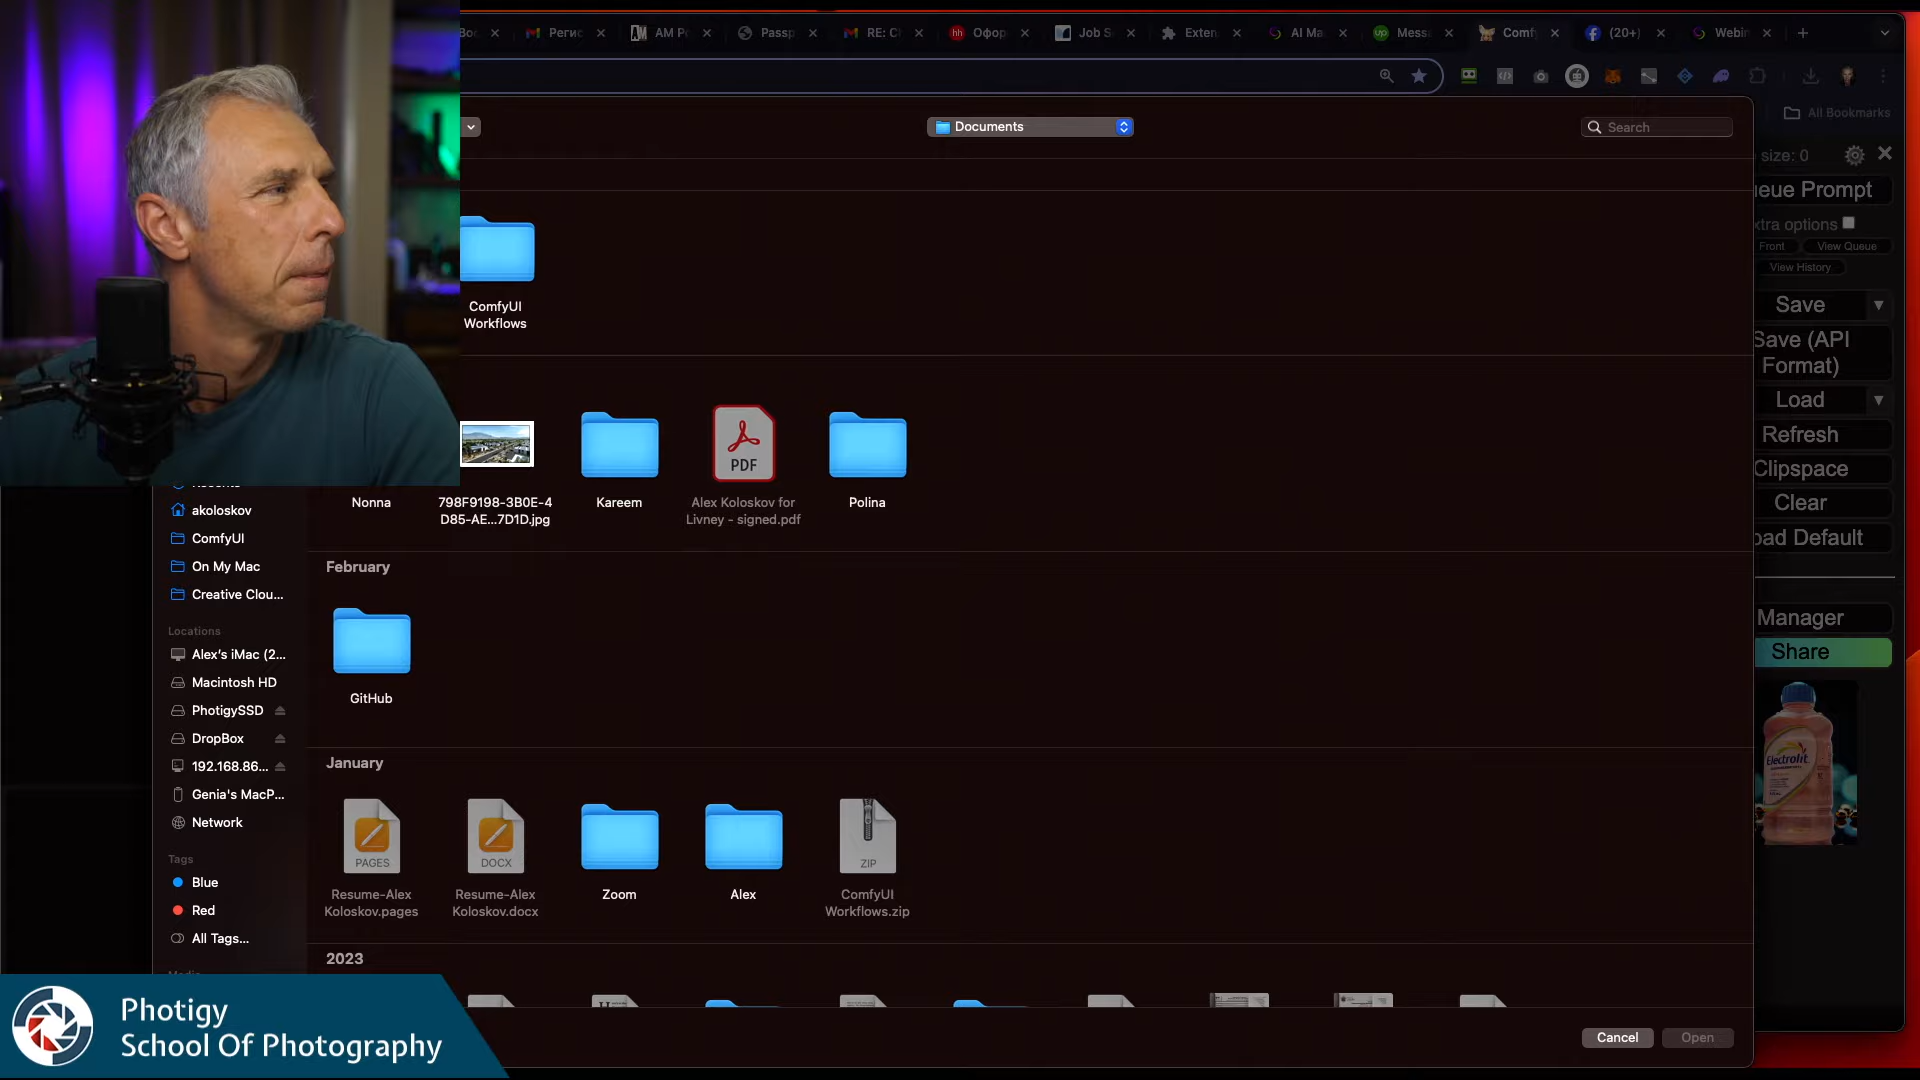 Регис
AM Po
Passp
RE: C
hh
Офор
Job S
Exten
AI Ma
up
Messa
Comf
(20+)
Webin
All Bookmarks
Documents
Search
size: 0
eue Prompt
xtra options
Front
View Queue
View History
Save
Save (API
Format)
Load
Refresh
Clipspace
Clear
oad Default
Manager
Share
Electrolit
ComfyUI
Workflows
PDF
Nonna
798F9198-3B0E-4
D85-AE...7D1D.jpg
Kareem
Alex Koloskov for
Livney - signed.pdf
Polina
akoloskov
ComfyUI
On My Mac
Creative Clou...
Locations
Alex's iMac (2...
Macintosh HD
PhotigySSD
DropBox
192.168.86...
Genia's MacP...
Network
Tags
Blue
Red
All Tags...
February
GitHub
January
PAGES
DOCX
ZIP
Resume-Alex
Koloskov.pages
Resume-Alex
Koloskov.docx
Zoom
Alex
ComfyUI
Workflows.zip
2023
Cancel
Open
Photigy
School Of Photography